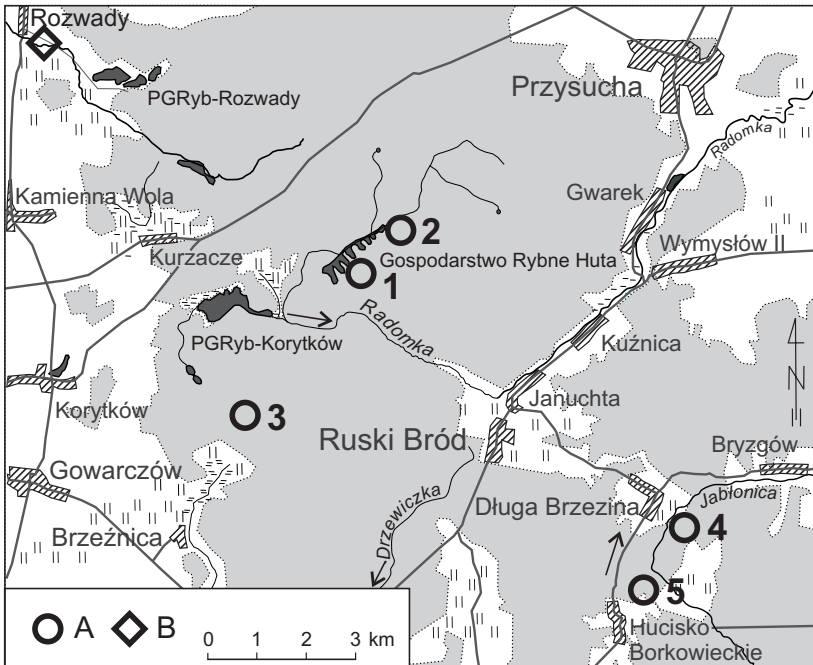 Rozwady
PGRyb-Rozwady
Przysucha
Radomka
Kamienna Wola
Gwarek
2
Kurzacze
Gospodarstwo Rybne Huta
Wymysłów II
1
Radomka
PGRyb-Korytków
Kuźnica
N
Korytków
3
Januchta
Ruski Bród
Gowarczów
Bryzgów
Drzewiczka
Długa Brzezina
Jabłonica
Brzeźnica
4
5
A B
0 1 2 3 km
Hucisko
Borkowieckie